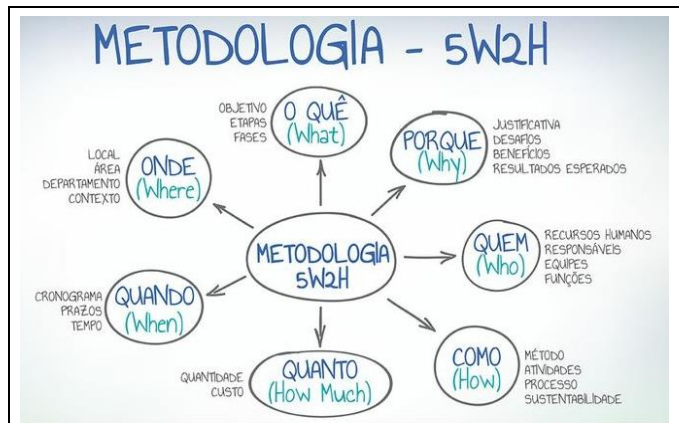 METODOLOGIA - 5W2H
OBJETIVO
ETAPAS
FASES
O QUÊ
(What)
PORQUE
(Why)
JUSTIFICATIVA
DESAFIOS
BENEFÍCIOS
RESULTADOS ESPERADOS
LOCAL
ÁREA
DEPARTAMENTO
CONTEXTO
ONDE
(Where)
METODOLOGIA
5W2H
QUEM
(Who)
RECURSOS HUMANOS
RESPONSÁVEIS
EQUIPES
FUNÇÕES
CRONOGRAMA
PRAZOS
TEMPO
QUANDO
(When)
QUANTIDADE
CUSTO
QUANTO
(How Much)
COMO
(How)
MÉTODO
ATIVIDADES
PROCESSO
SUSTENTABILIDADE